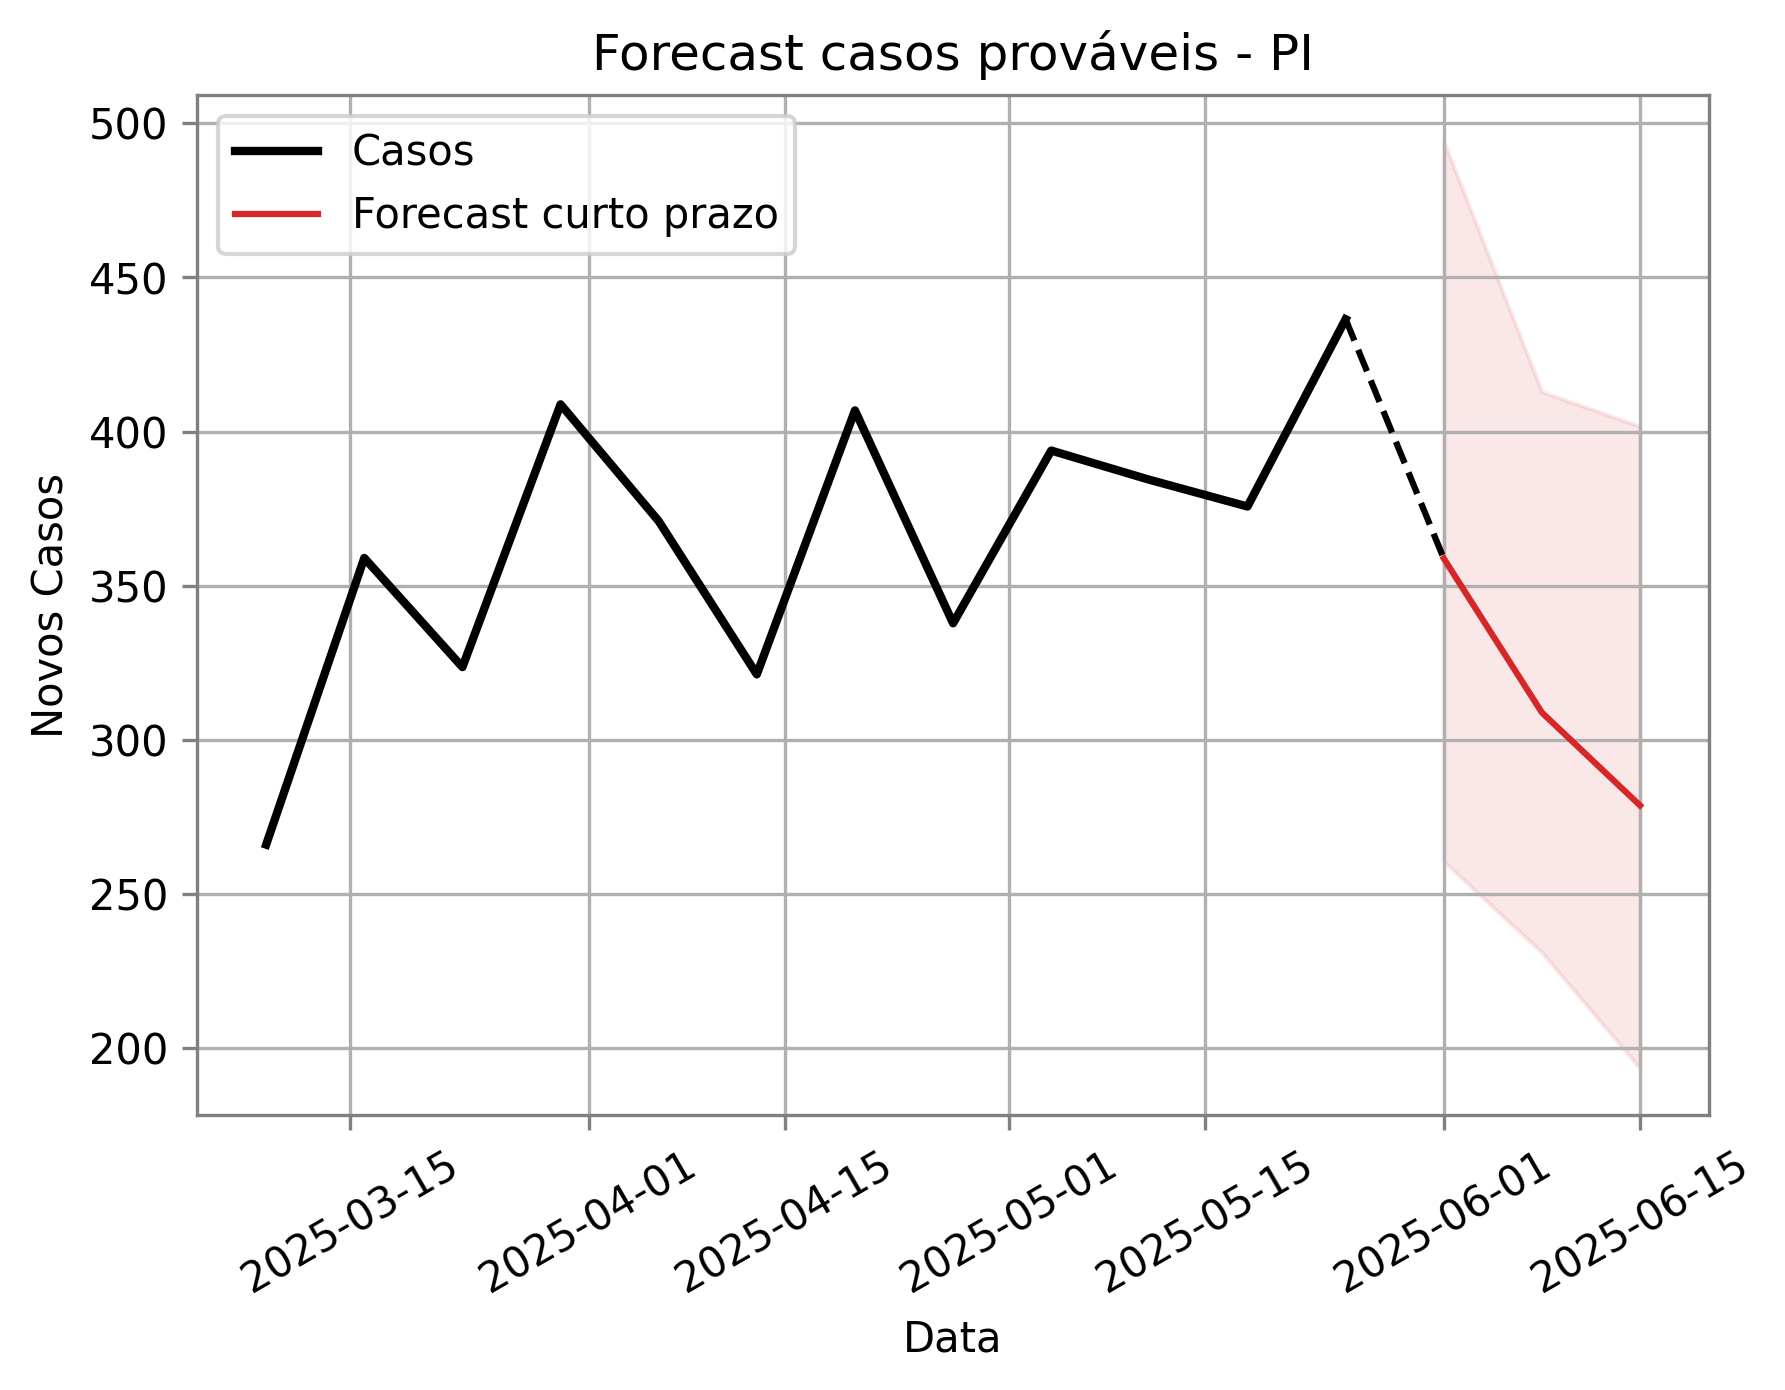 Forecast casos prováveis - PI
Casos
Forecast curto prazo
500
450
400
350
300
250
200
Novos Casos
2025-03-15
2025-04-01
2025-04-15
2025-05-01
2025-05-15
2025-06-01
2025-06-15
Data